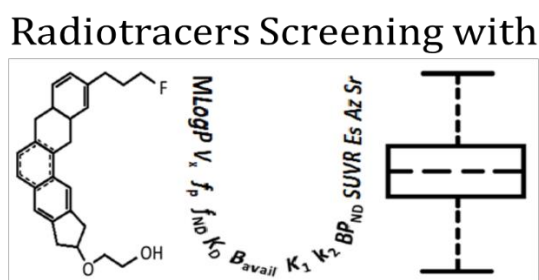 Radiotracers Screening with
F
MLogP Vx fp fND KD Bavail K1 k2 BPND SUVR Es Az Sr
OH
O